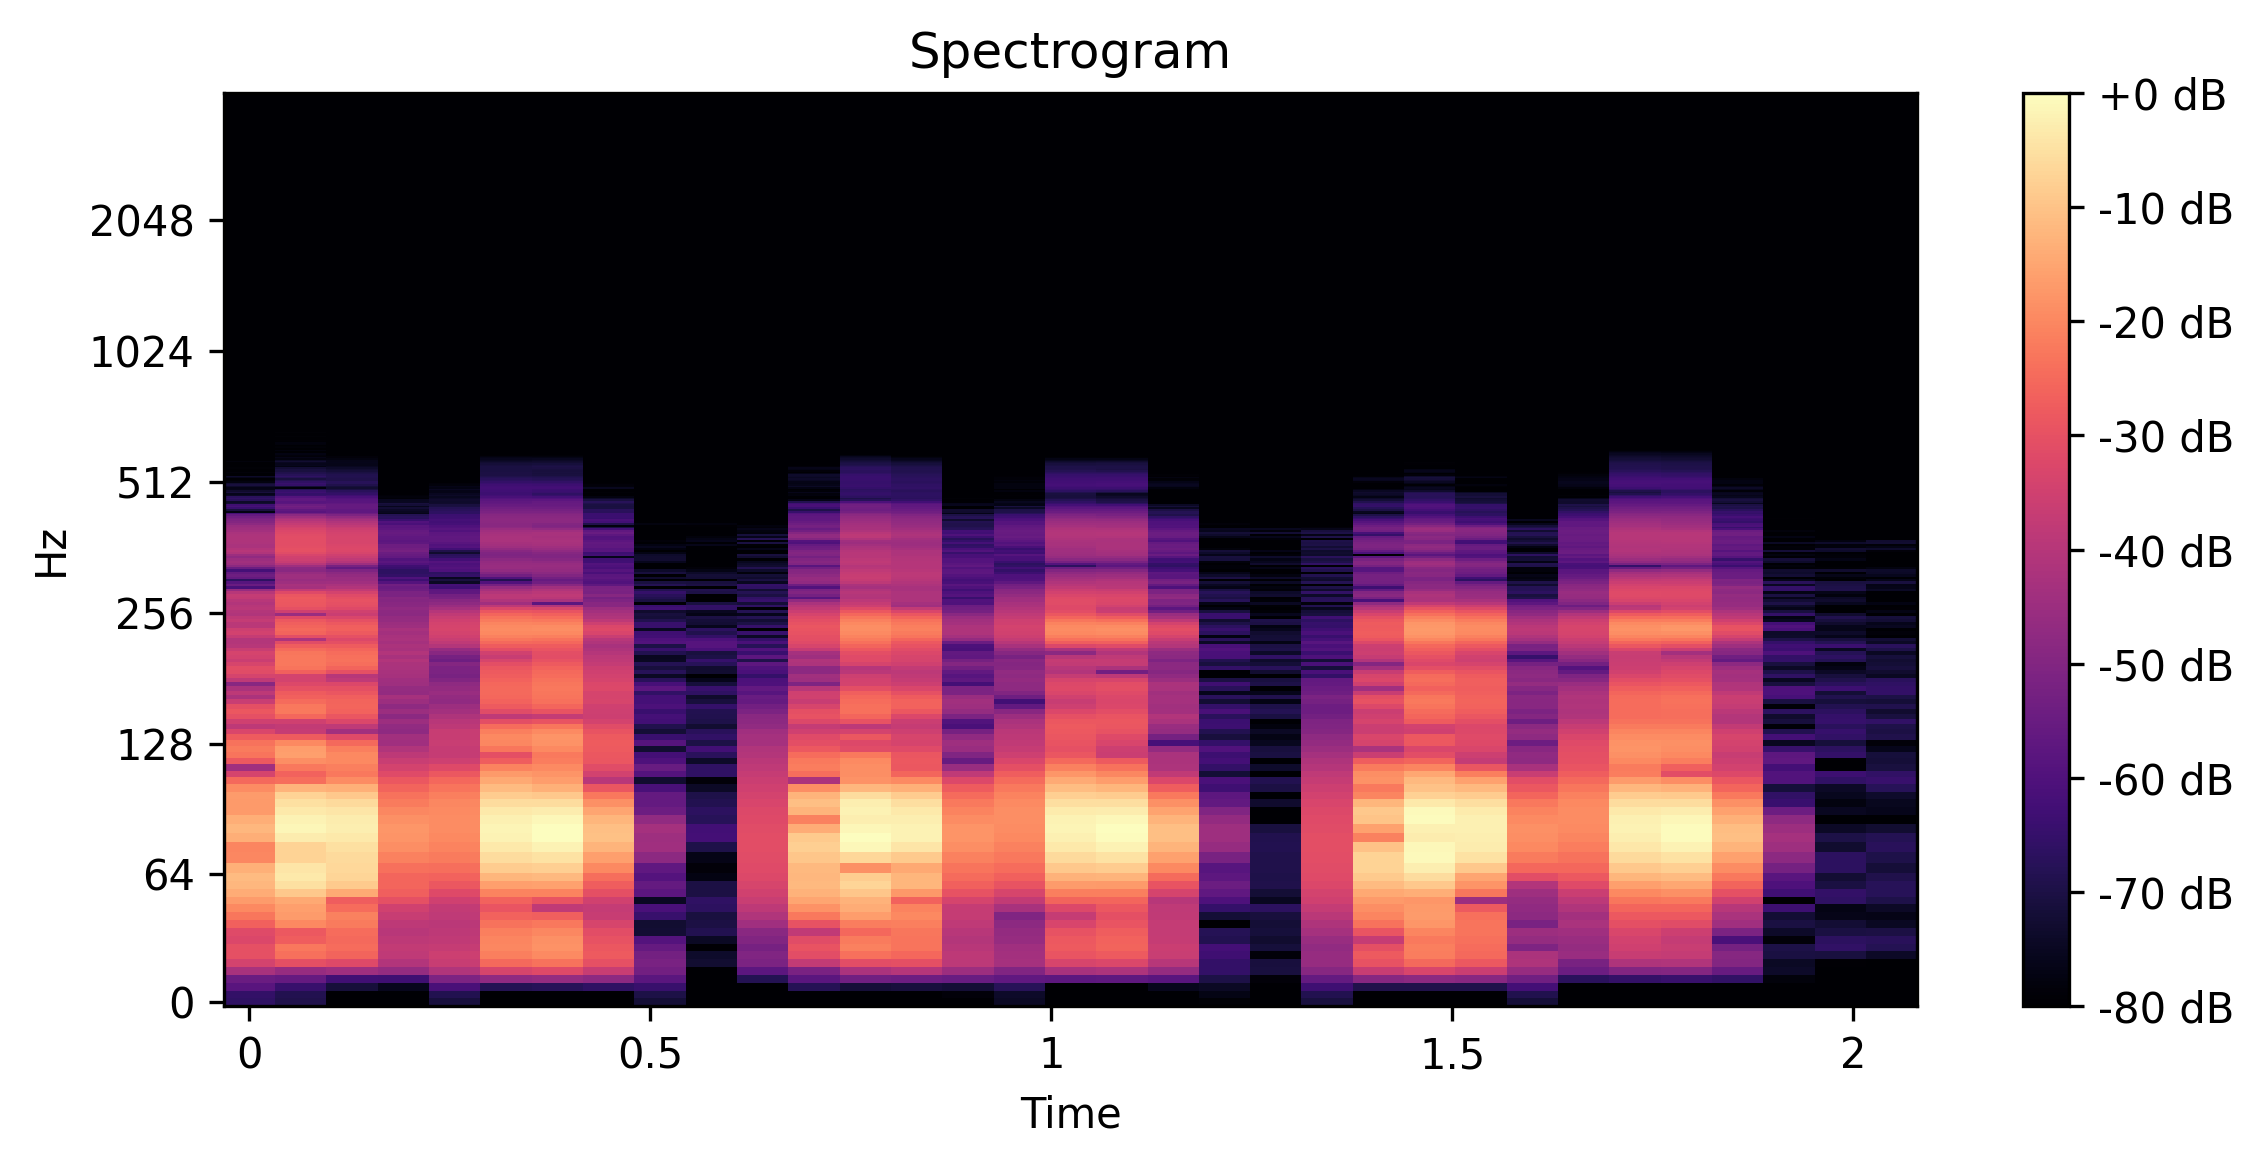 Spectrogram
+0 dB
2048
-10 dB
-20 dB
1024
-30 dB
512
Hz
-40 dB
256
-50 dB
128
-60 dB
64
-70 dB
0
-80 dB
0 0.5 1 1.5 2
Time